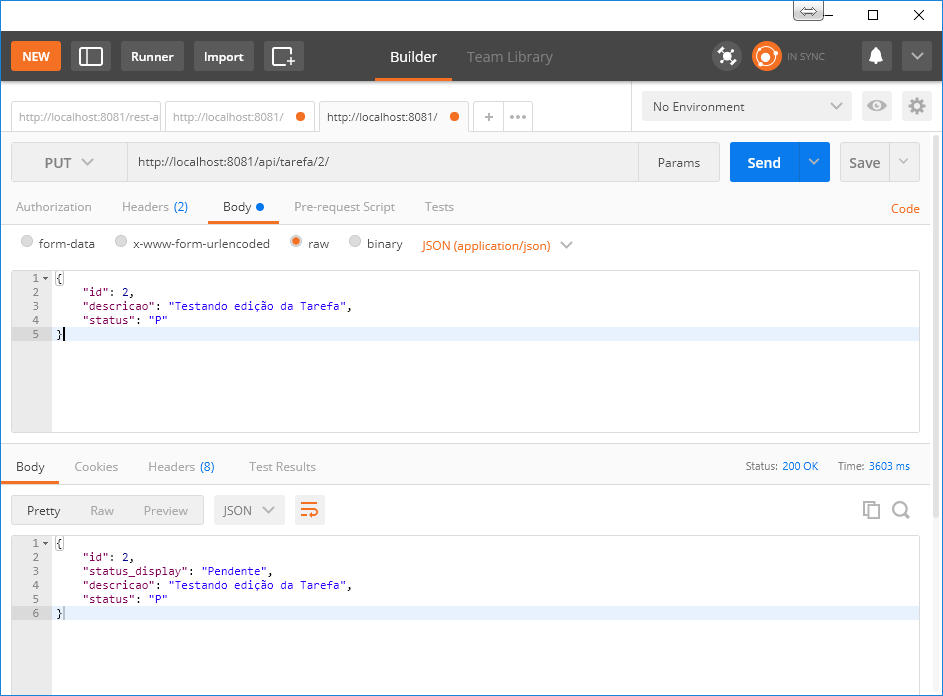 NEW Runner Import Builder Team Library IN SYNC
http://localhost:8081/rest-a http://localhost:8081/ http://localhost:8081/ + ••• No Environment
PUT http://localhost:8081/api/tarefa/2/ Params Send Save
Authorization Headers (2) Body Pre-request Script Tests Code
form-data x-www-form-urlencoded raw binary JSON (application/json)
1 {
2 "id": 2,
3 "descricao": "Testando edição da Tarefa",
4 "status": "P"
5 }
Body Cookies Headers (8) Test Results Status: 200 OK Time: 3603 ms
Pretty Raw Preview JSON
1 {
2 "id": 2,
3 "status_display": "Pendente",
4 "descricao": "Testando edição da Tarefa",
5 "status": "P"
6 }